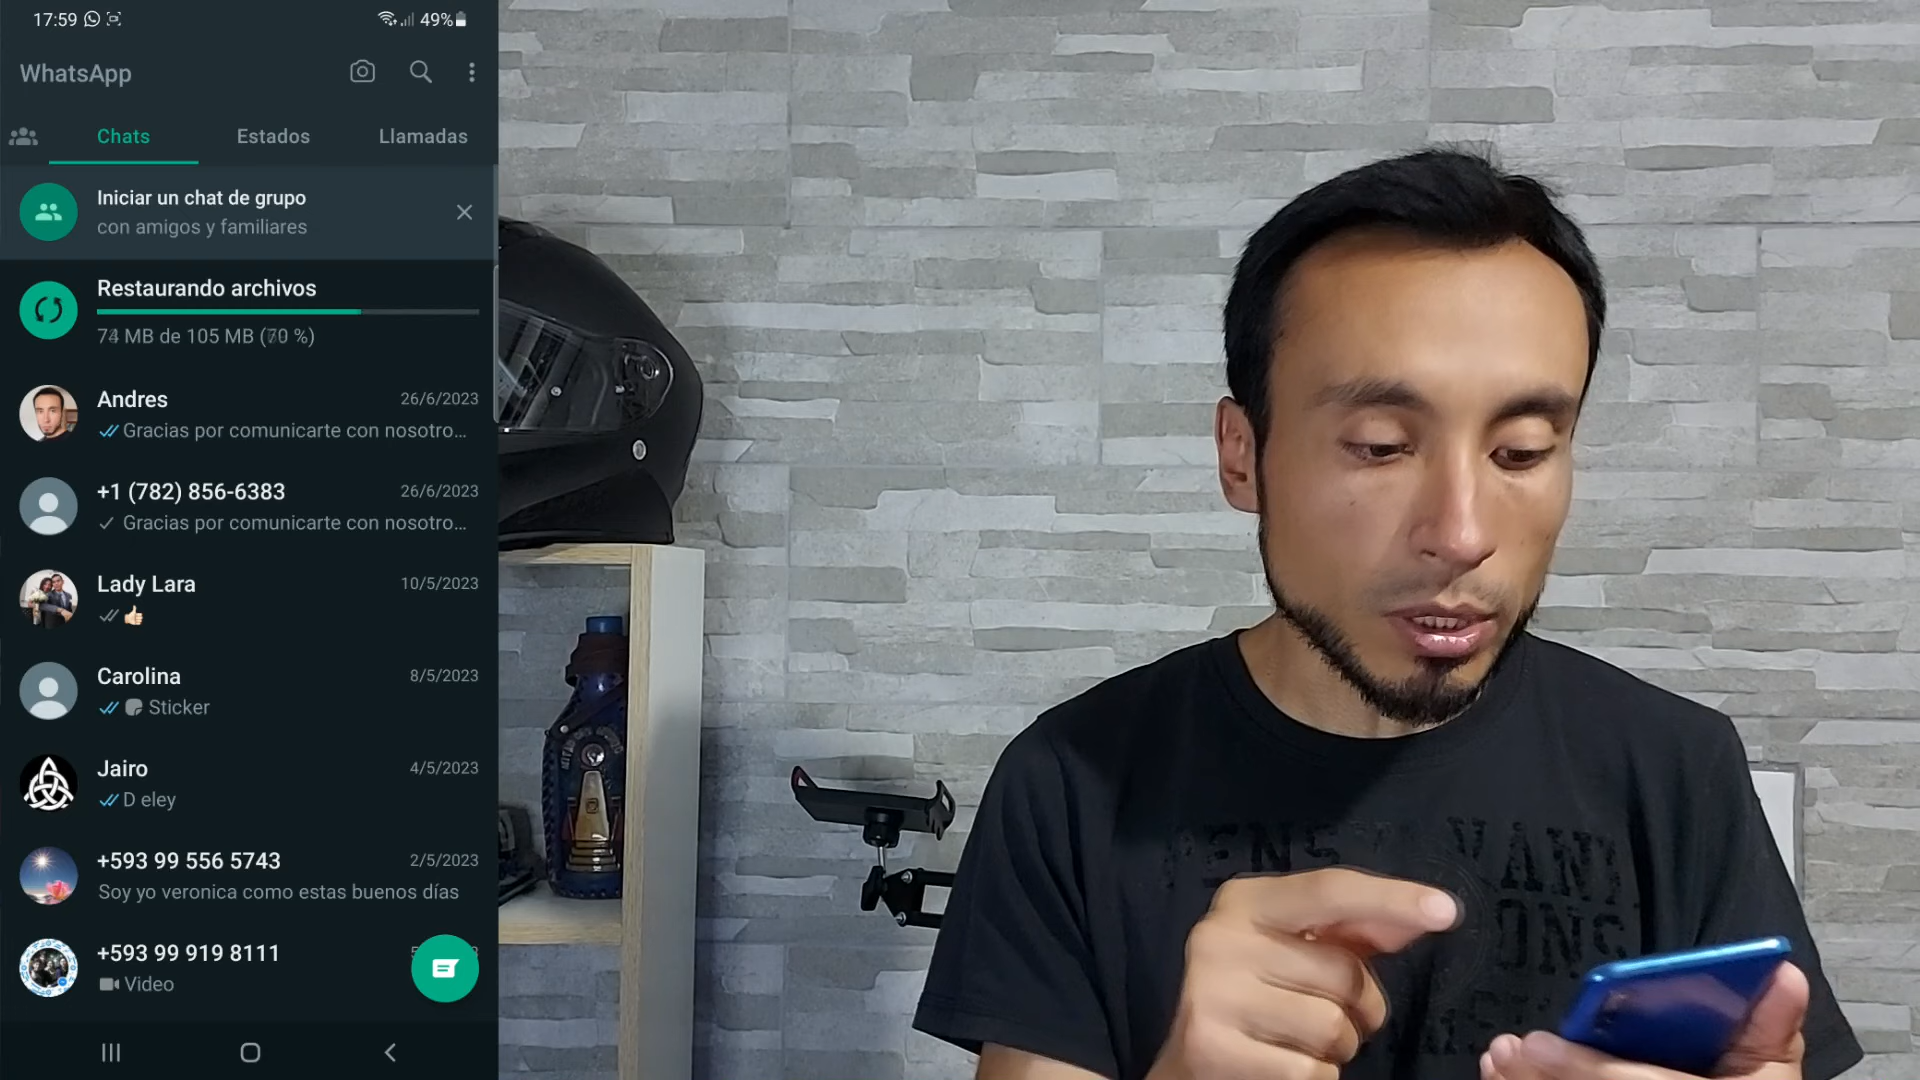 17:59
49%
WhatsApp
Chats
Estados
Llamadas
Iniciar un chat de grupo
con amigos y familiares
Restaurando archivos
MB de 105 MB
Andres
26/6/2023
Gracias por comunicarte con nosotro...
+1 (782) 856-6383
26/6/2023
Gracias por comunicarte con nosotro...
Lady Lara
10/5/2023
Carolina
8/5/2023
Sticker
Jairo
4/5/2023
D eley
+593 99 556 5743
2/5/2023
Soy yo veronica como estas buenos días
+593 99 919 8111
Video